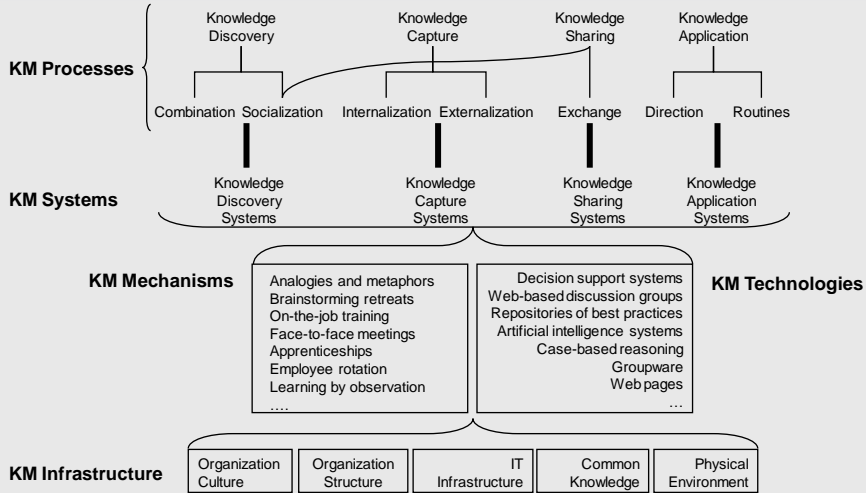 Knowledge
Discovery
Knowledge
Capture
Knowledge
Sharing
Knowledge
Application
KM Processes
Combination
Socialization
Internalization
Externalization
Exchange
Direction
Routines
KM Systems
Knowledge
Discovery
Systems
Knowledge
Capture
Systems
Knowledge
Sharing
Systems
Knowledge
Application
Systems
KM Mechanisms
Analogies and metaphors
Brainstorming retreats
On-the-job training
Face-to-face meetings
Apprenticeships
Employee rotation
Learning by observation
....
Decision support systems
Web-based discussion groups
Repositories of best practices
Artificial intelligence systems
Case-based reasoning
Groupware
Web pages
...
KM Technologies
KM Infrastructure
Organization
Culture
Organization
Structure
IT
Infrastructure
Common
Knowledge
Physical
Environment